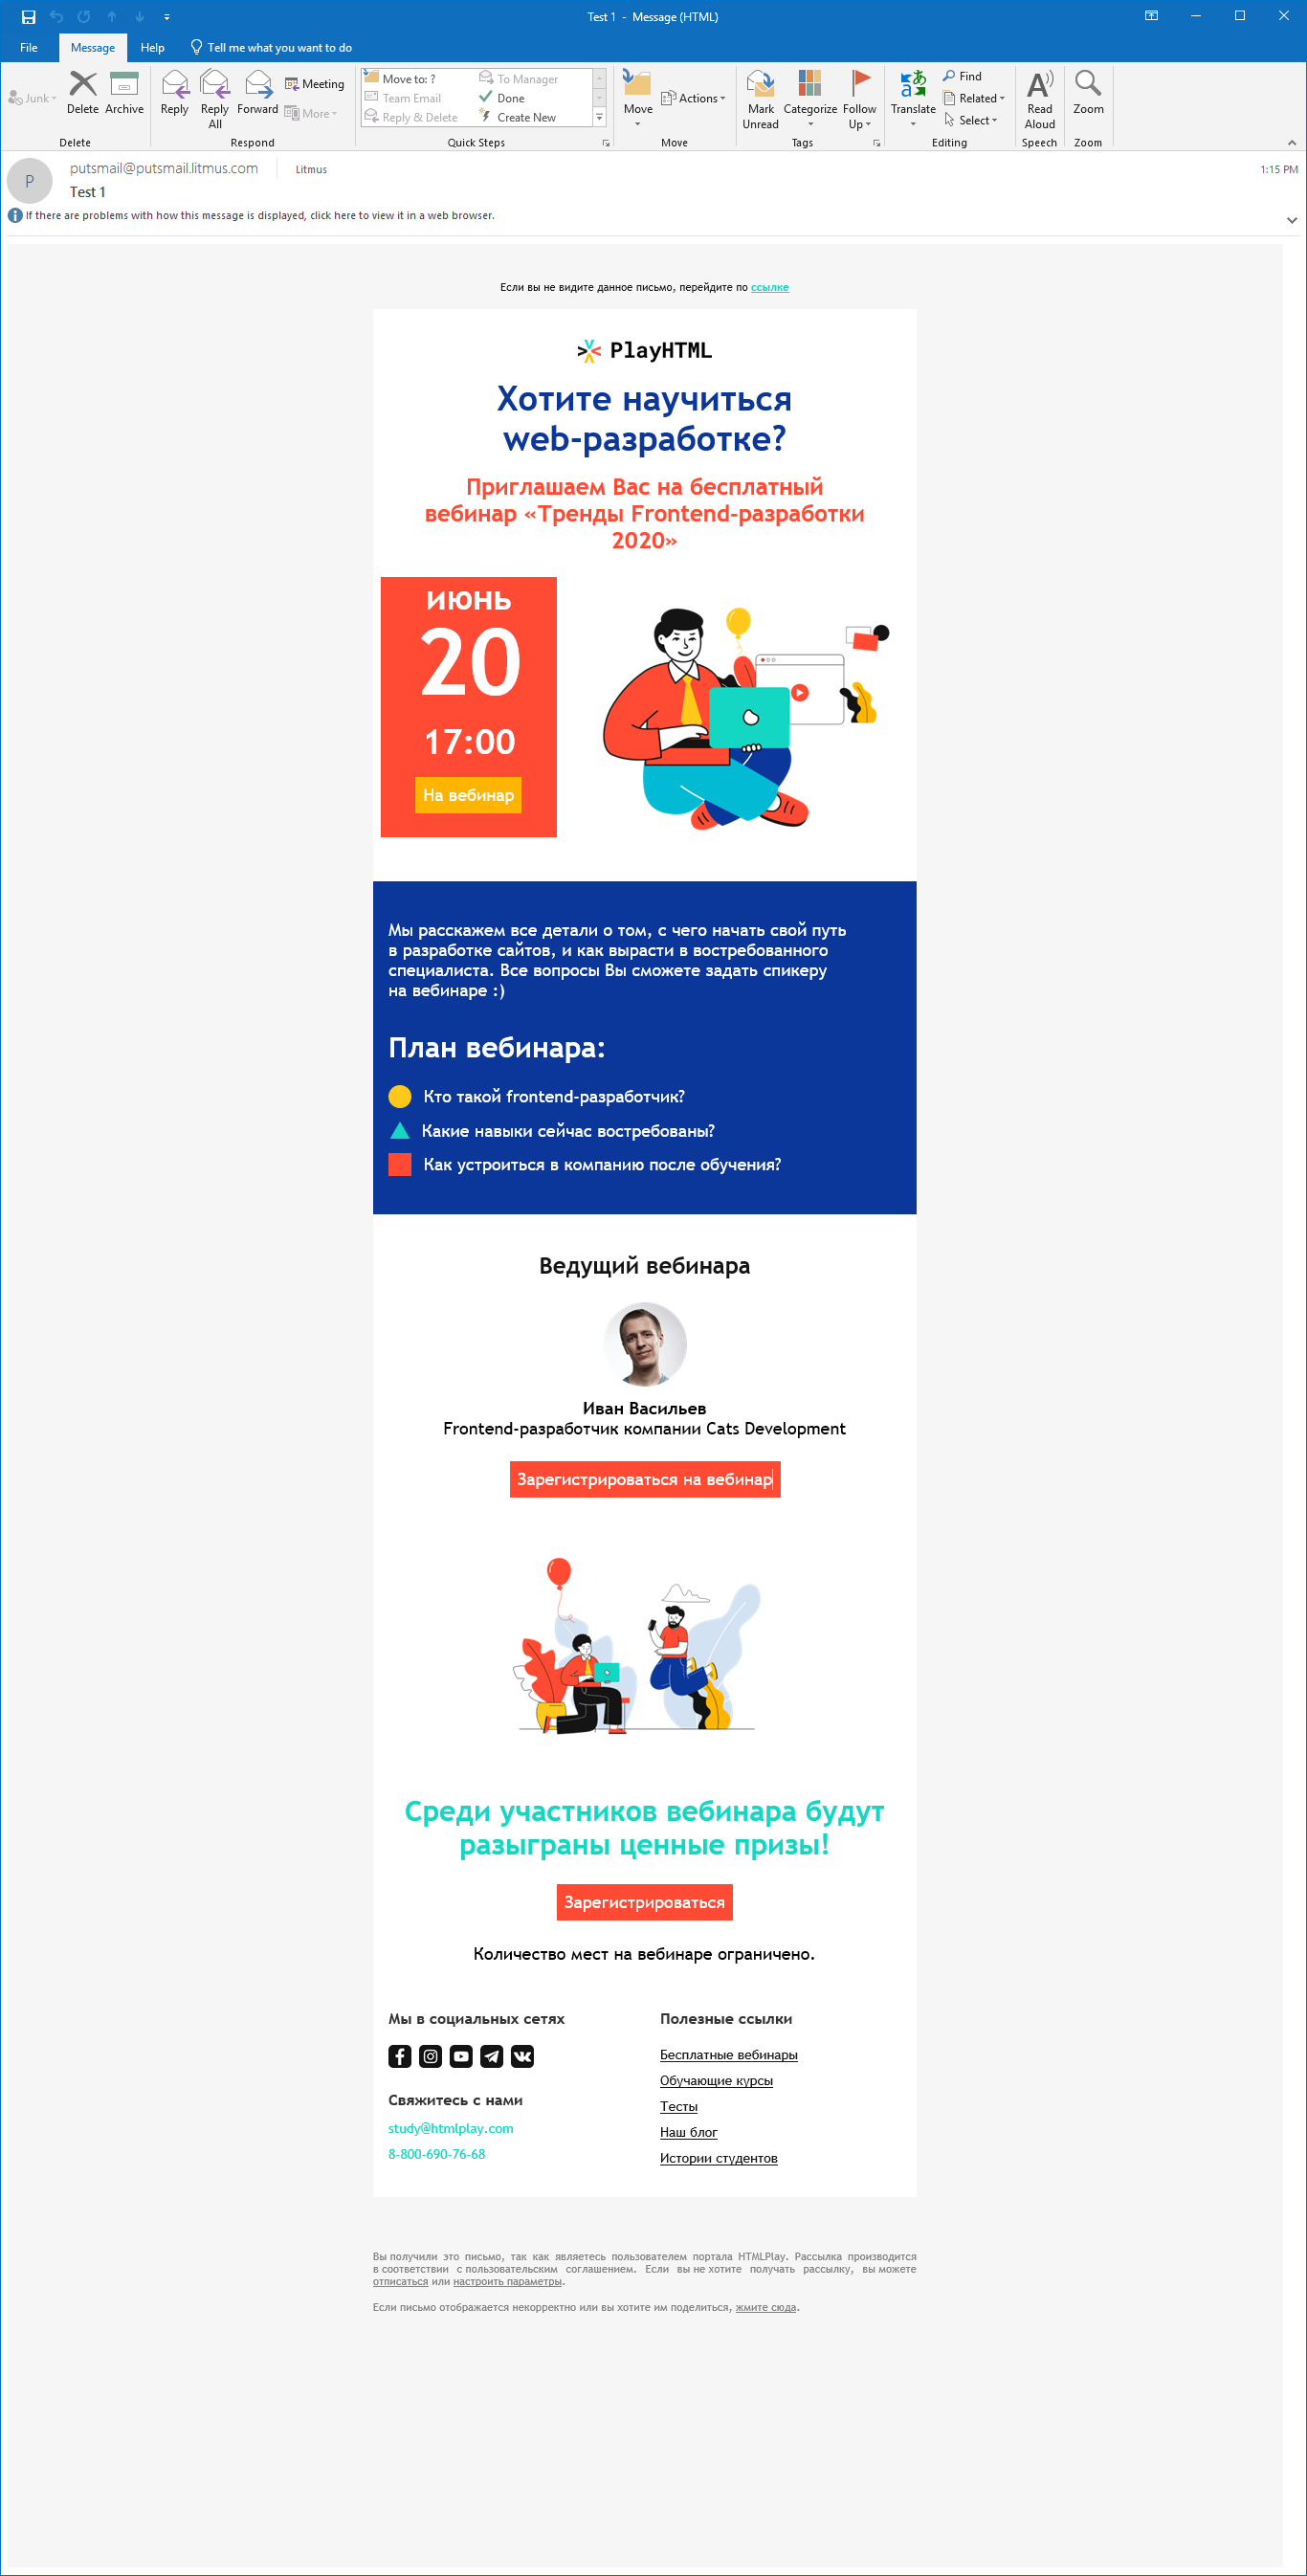 Test 1 - Message (HTML)
File Message Help Tell me what you want to do
Junk Delete Archive Reply Reply All Forward Meeting More
Move to: ? To Manager
Team Email Done
Reply & Delete Create New
Move Actions Mark Unread Categorize Follow Up Translate Find Related Select Read Aloud Zoom
Delete Respond Quick Steps Move Tags Editing Speech Zoom
P
putsmail@putsmail.litmus.com Litmus 1:15 PM
Test 1
If there are problems with how this message is displayed, click here to view it in a web browser.
Если вы не видите данное письмо, перейдите по ссылке
PlayHTML
Хотите научиться
web-разработке?
Приглашаем Вас на бесплатный
вебинар «Тренды Frontend-разработки
2020»
июнь
20
17:00
На вебинар
Мы расскажем все детали о том, с чего начать свой путь
в разработке сайтов, и как вырасти в востребованного
специалиста. Все вопросы Вы сможете задать спикеру
на вебинаре :)
План вебинара:
Кто такой frontend-разработчик?
Какие навыки сейчас востребованы?
Как устроиться в компанию после обучения?
Ведущий вебинара
Иван Васильев
Frontend-разработчик компании Cats Development
Зарегистрироваться на вебинар
Среди участников вебинара будут
разыграны ценные призы!
Зарегистрироваться
Количество мест на вебинаре ограничено.
Мы в социальных сетях
Свяжитесь с нами
study@htmlplay.com
8-800-690-76-68
Полезные ссылки
Бесплатные вебинары
Обучающие курсы
Тесты
Наш блог
Истории студентов
Вы получили это письмо, так как являетесь пользователем портала HTMLPlay. Рассылка производится
в соответствии с пользовательским соглашением. Если вы не хотите получать рассылку, вы можете
отписаться или настроить параметры.
Если письмо отображается некорректно или вы хотите им поделиться, жмите сюда.